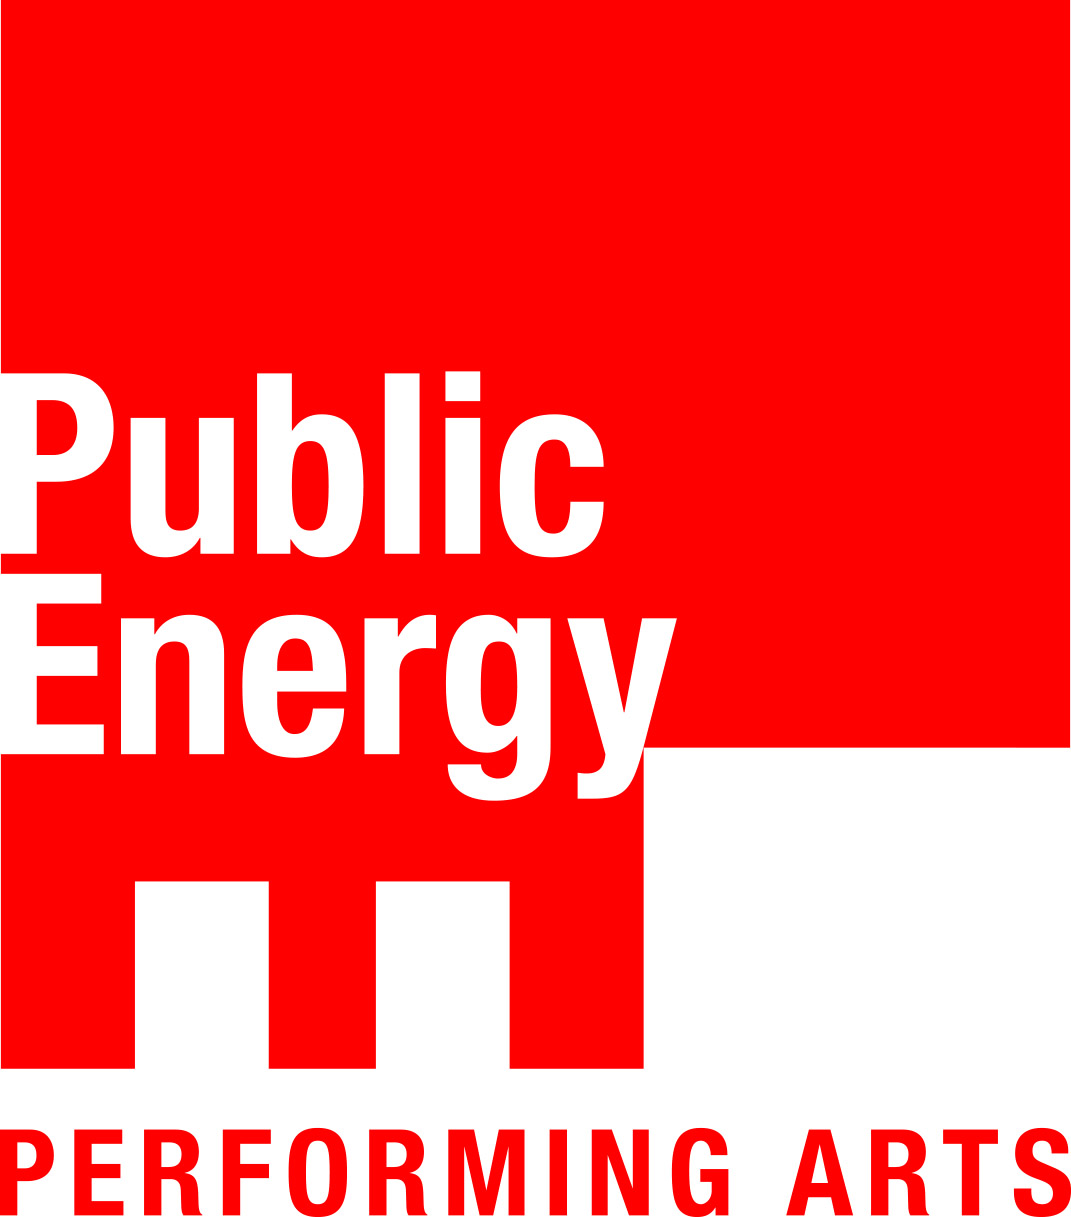 Public
Energy
PERFORMING ARTS